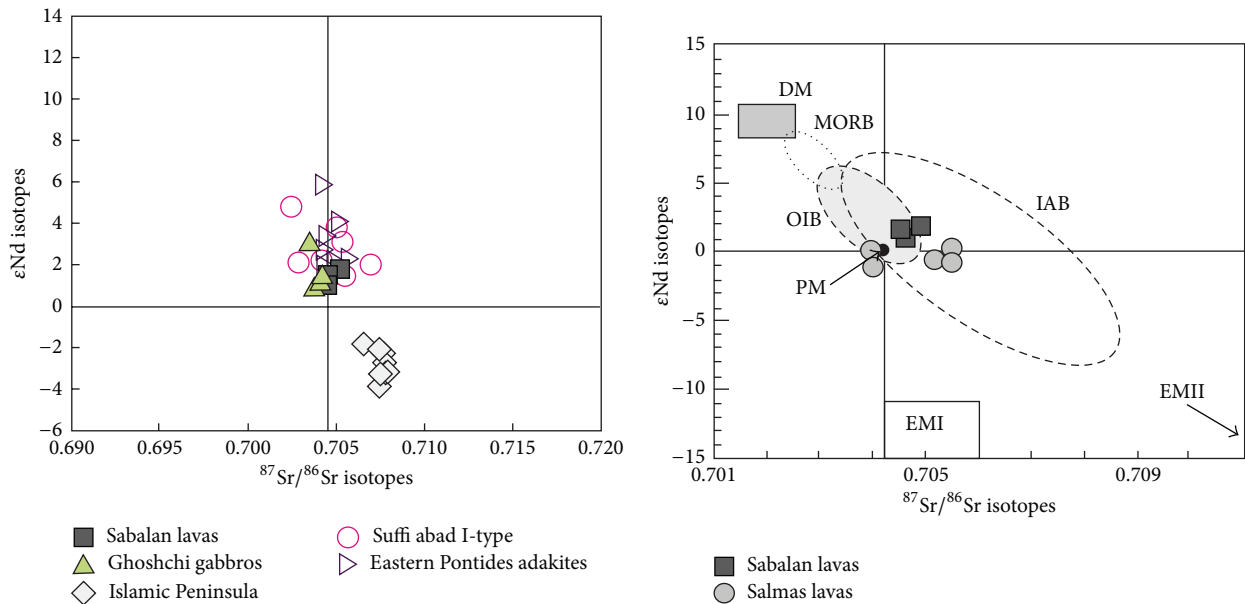 14
12
10
8
6
4
2
0
−2
−4
−6
εNd isotopes
0.690
0.695
0.700
0.705
0.710
0.715
0.720
⁸⁷Sr/⁸⁶Sr isotopes
Sabalan lavas
Ghoshchi gabbros
Islamic Peninsula
Suffi abad I-type
Eastern Pontides adakites
15
10
5
0
−5
−10
−15
εNd isotopes
DM
MORB
OIB
IAB
PM
EMI
EMII
0.701
0.705
0.709
⁸⁷Sr/⁸⁶Sr isotopes
Sabalan lavas
Salmas lavas